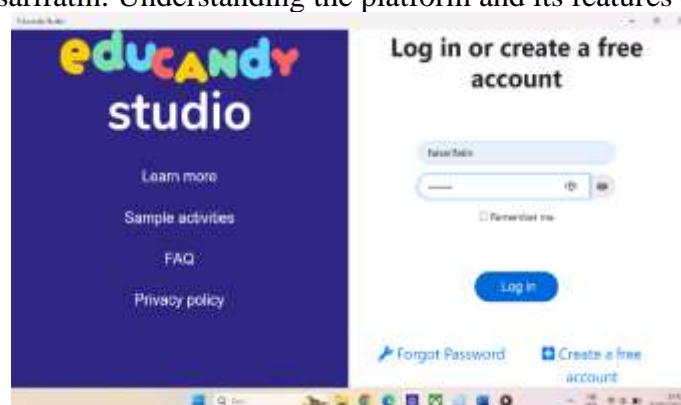 Understanding the platform and its features
educandy
studio
Learn more
Sample activities
FAQ
Privacy policy
Log in or create a free
account
Remember me
Log in
Forgot Password
Create a free
account